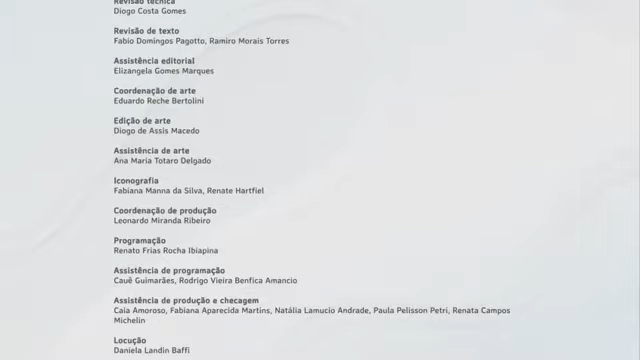 Revisão técnica
Diogo Costa Gomes
Revisão de texto
Fabio Domingos Pagotto, Ramiro Morais Torres
Assistência editorial
Elizangela Gomes Marques
Coordenação de arte
Eduardo Reche Bertolini
Edição de arte
Diogo de Assis Macedo
Assistência de arte
Ana Maria Totaro Delgado
Iconografia
Fabiana Manna da Silva, Renate Hartfiel
Coordenação de produção
Leonardo Miranda Ribeiro
Programação
Renato Frias Rocha Ibiapina
Assistência de programação
Cauê Guimarães, Rodrigo Vieira Benfica Amancio
Assistência de produção e checagem
Caia Amoroso, Fabiana Aparecida Martins, Natália Lamucio Andrade, Paula Pelisson Petri, Renata Campos
Michelin
Locução
Daniela Landin Baffi